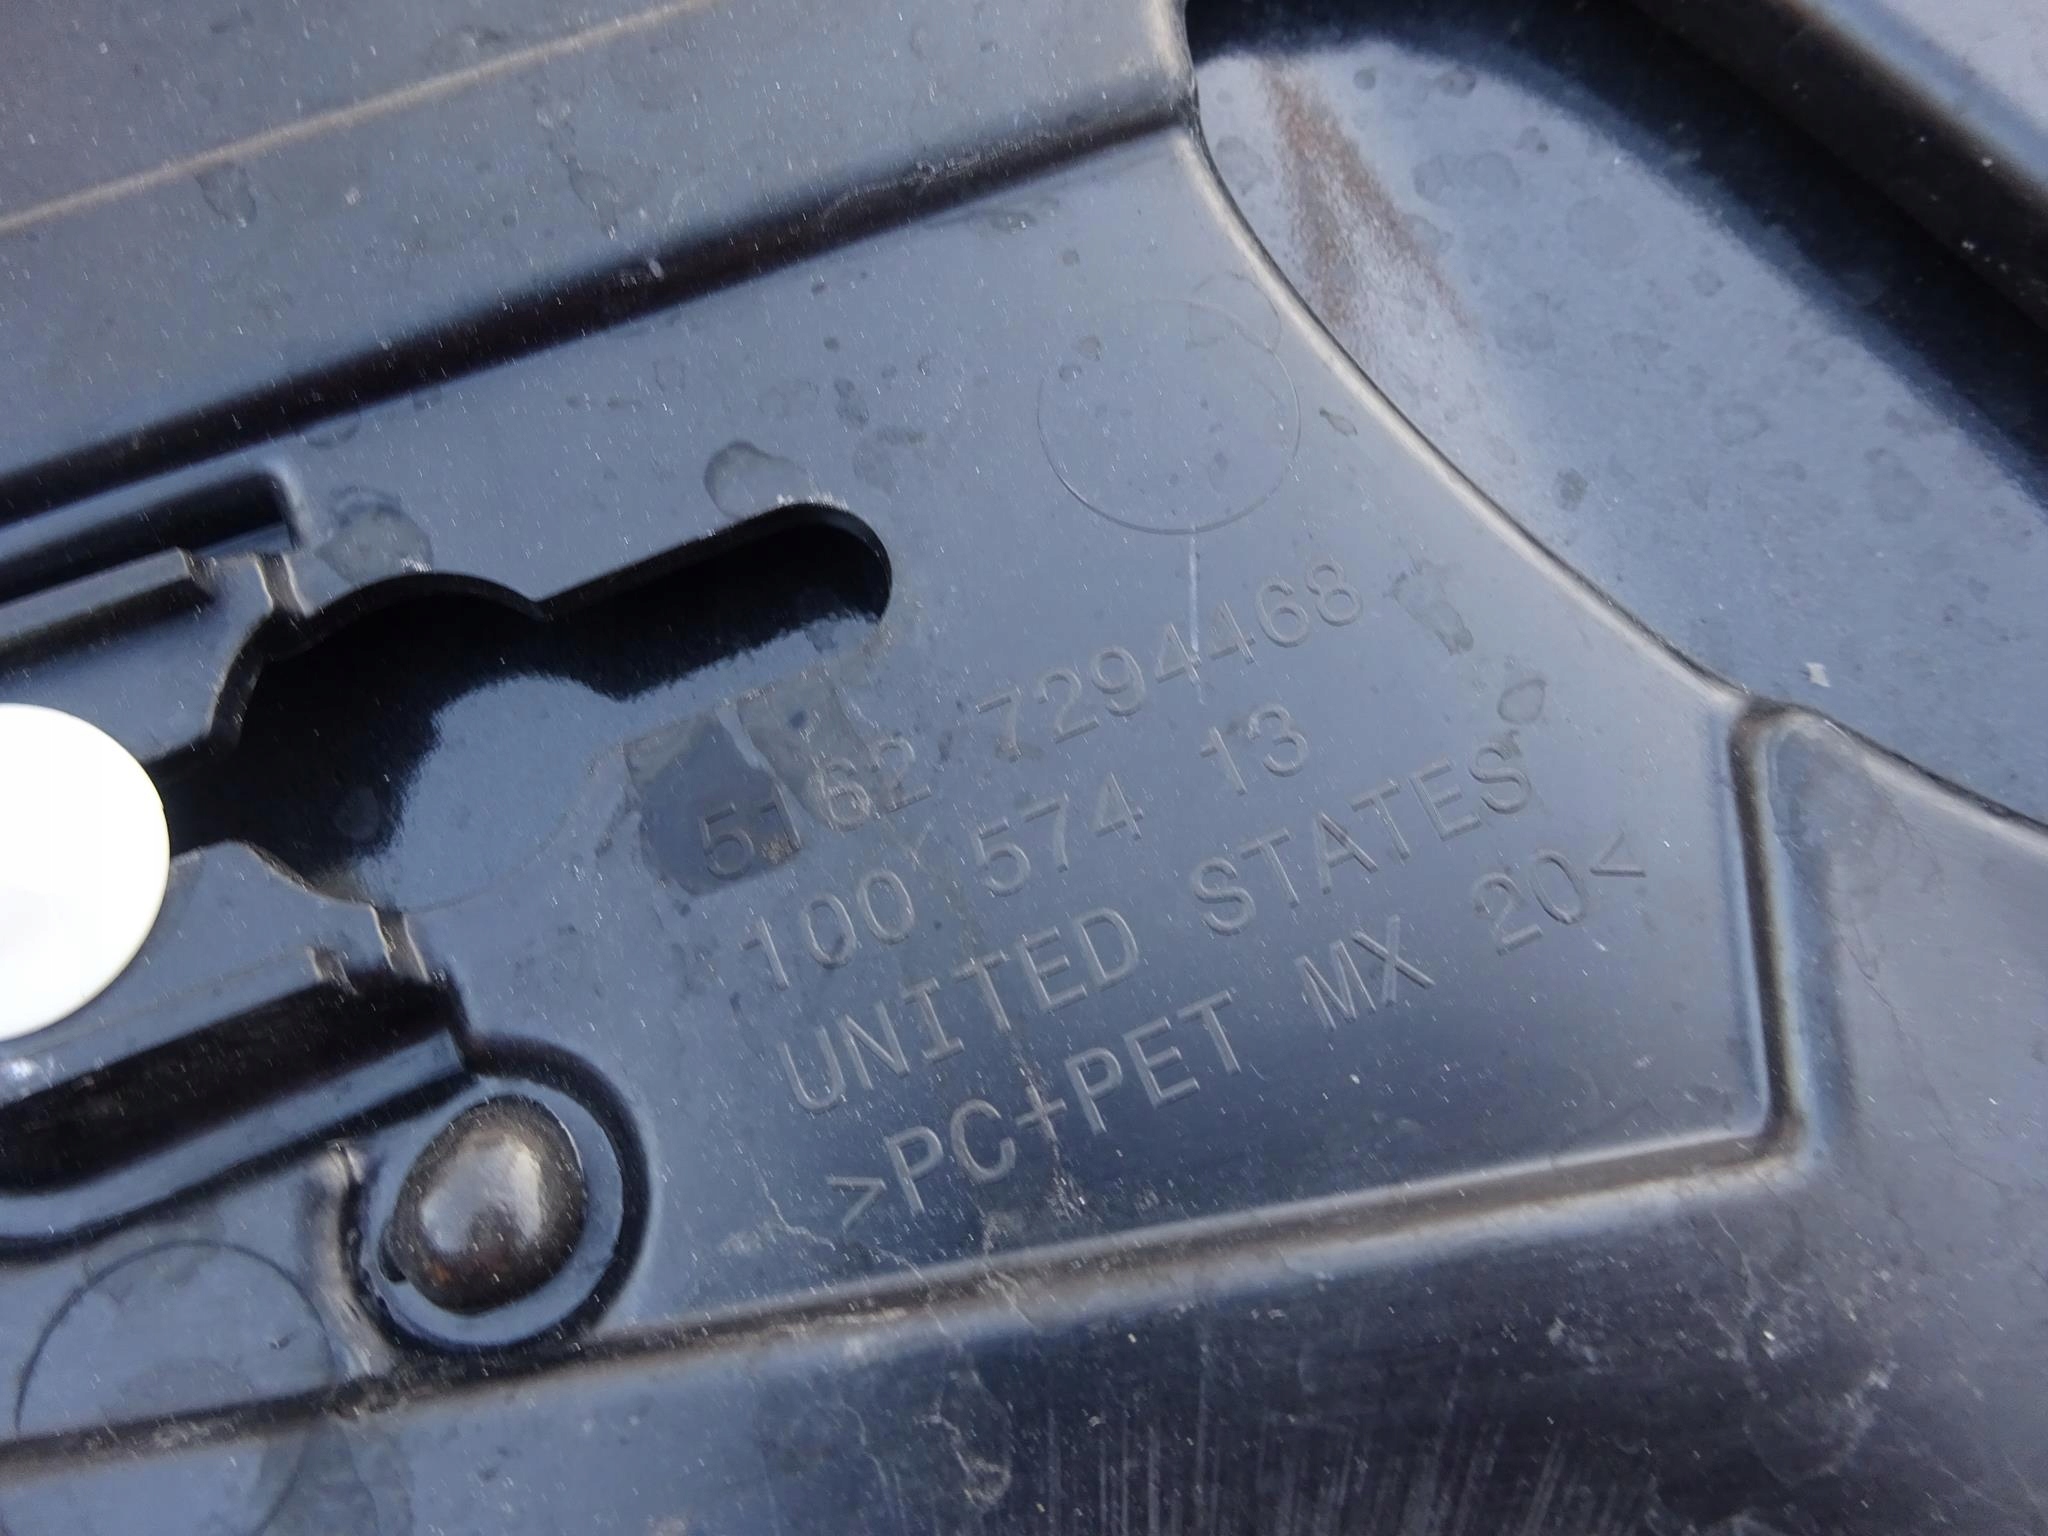 5162 7294468
100 574 13
UNITED STATES
>PC+PET MX 20<